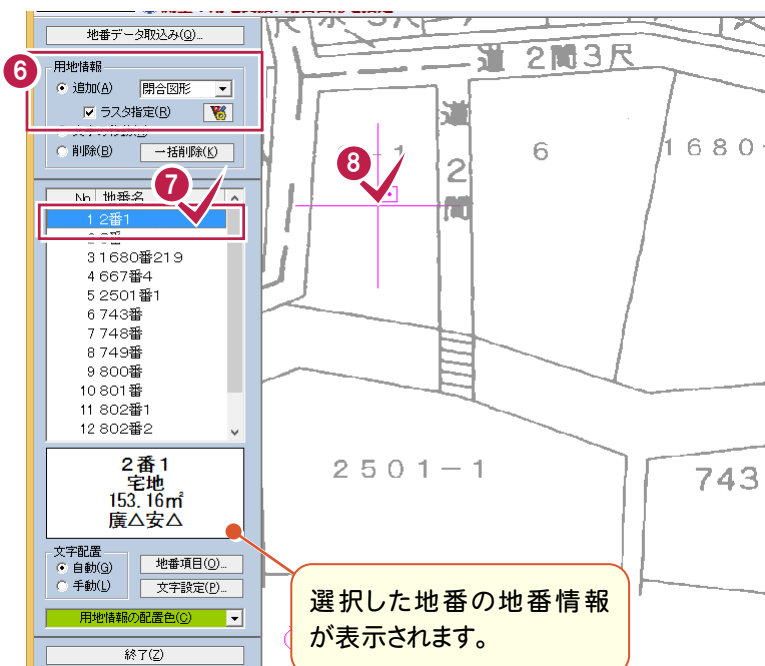 地番データ取込み(Q)...
6
用地情報
追加(A)
閉合図形
ラスタ指定(R)
削除(B)
一括削除(K)
7
No 地番名
1 2番1
3 1680番219
4 667番4
5 2501番1
6 743番
7 748番
8 749番
9 800番
10 801番
11 802番1
12 802番2
2番1
宅地
153.16㎡
廣△安△
文字配置
自動(G)
手動(L)
地番項目(O)...
文字設定(P)...
用地情報の配置色(C)
終了(Z)
道 2間3尺
道
2
間
8
6
1680
2501-1
743
選択した地番の地番情報
が表示されます。